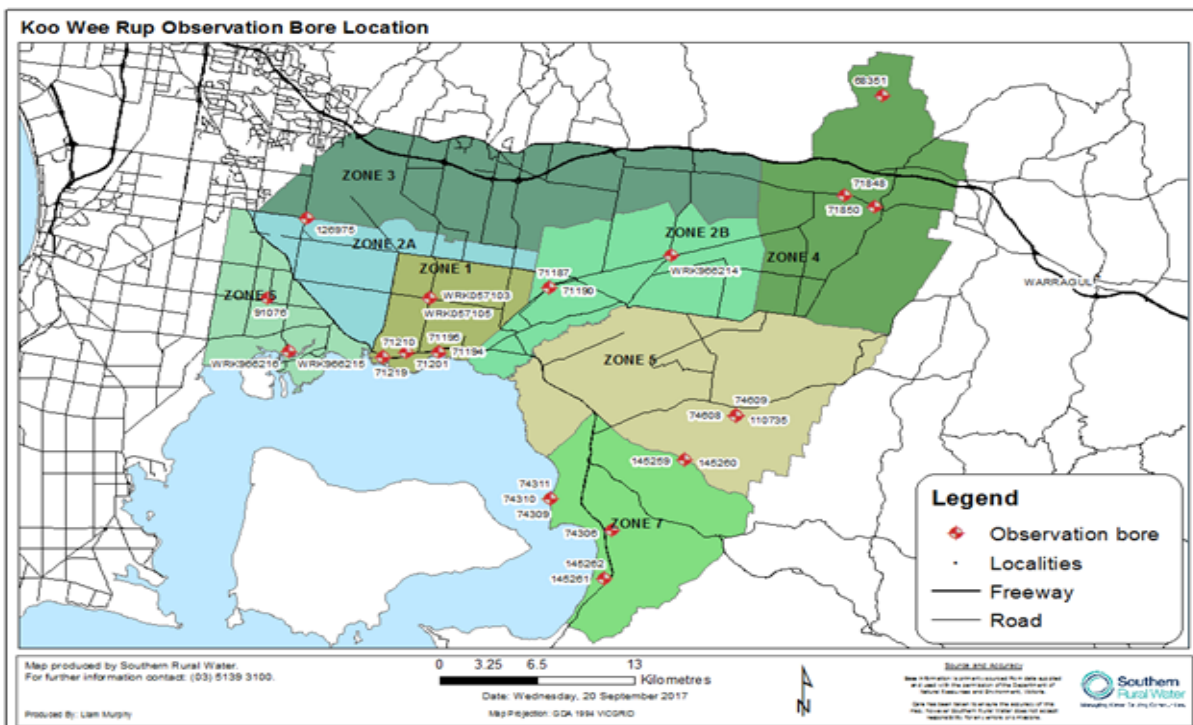 Koo Wee Rup Observation Bore Location
68351
ZONE 3
71848
71850
126975
ZONE 2A
ZONE 2B
ZONE 4
ZONE 1
71187
71190
WRK966214
WARRAGUL
91076
WRK057103
WRK057105
71210
71196
71194
71201
71219
WRK966216
WRK966215
ZONE 5
74609
74608
110735
145259
145260
74311
74310
74309
74306
ZONE 7
145262
145261
Legend
Observation bore
Localities
Freeway
Road
Map produced by Southern Rural Water.
For further information contact: (03) 5139 3100.
Produced By: Liam Murphy
0 3.25 6.5 13
Kilometres
Date: Wednesday, 20 September 2017
Map Projection: GDA 1994 VICGRID
N
Source and Accuracy
Southern
Rural Water